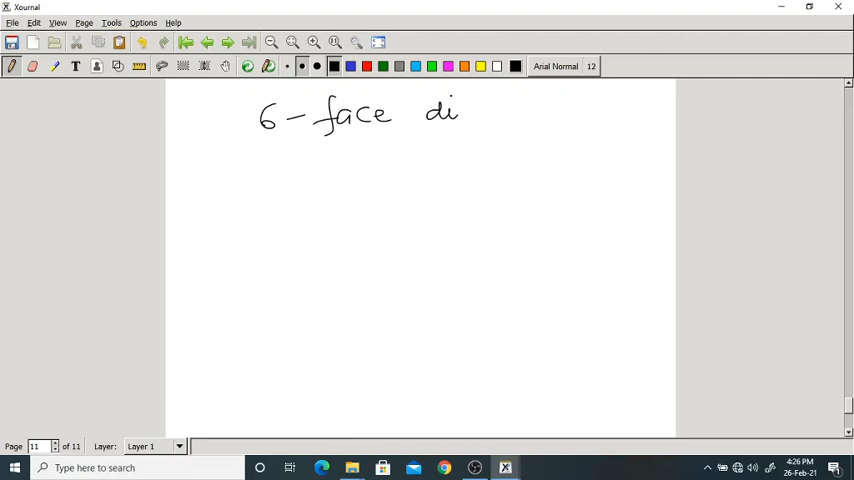 Xournal
File Edit View Page Tools Options Help
Arial Normal 12
6 - face di
Page 11 of 11 Layer: Layer 1
Type here to search
4:26 PM
26-Feb-21